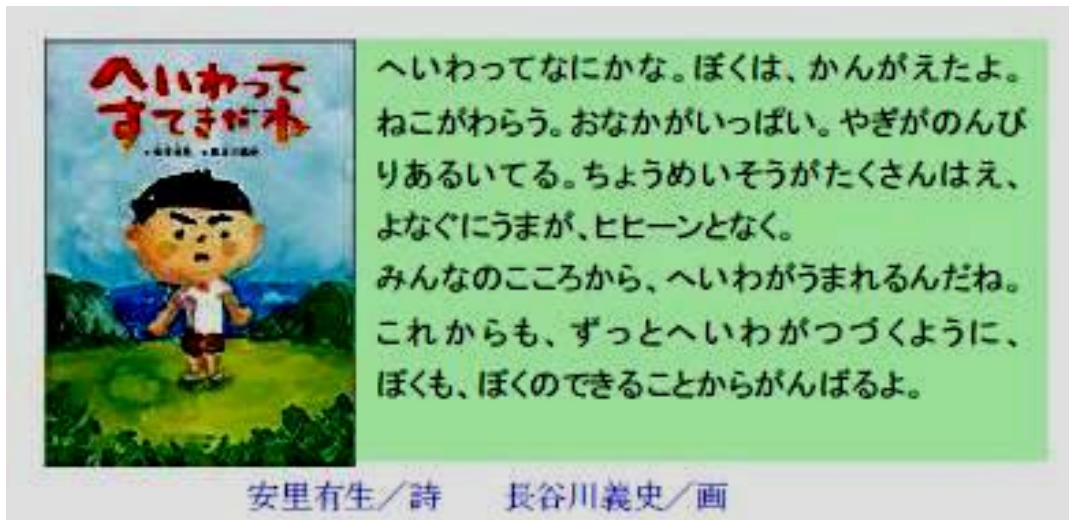 へいわって
すてきだね
へいわってなにかな。ぼくは、かんがえたよ。
ねこがわらう。おなかがいっぱい。やぎがのんび
りあるいてる。ちょうめいそうがたくさんはえ、
よなぐにうまが、ヒヒーンとなく。
みんなのこころから、へいわがうまれるんだね。
これからも、ずっとへいわがつづくように、
ぼくも、ぼくのできることからがんばるよ。
安里有生／詩　　長谷川義史／画